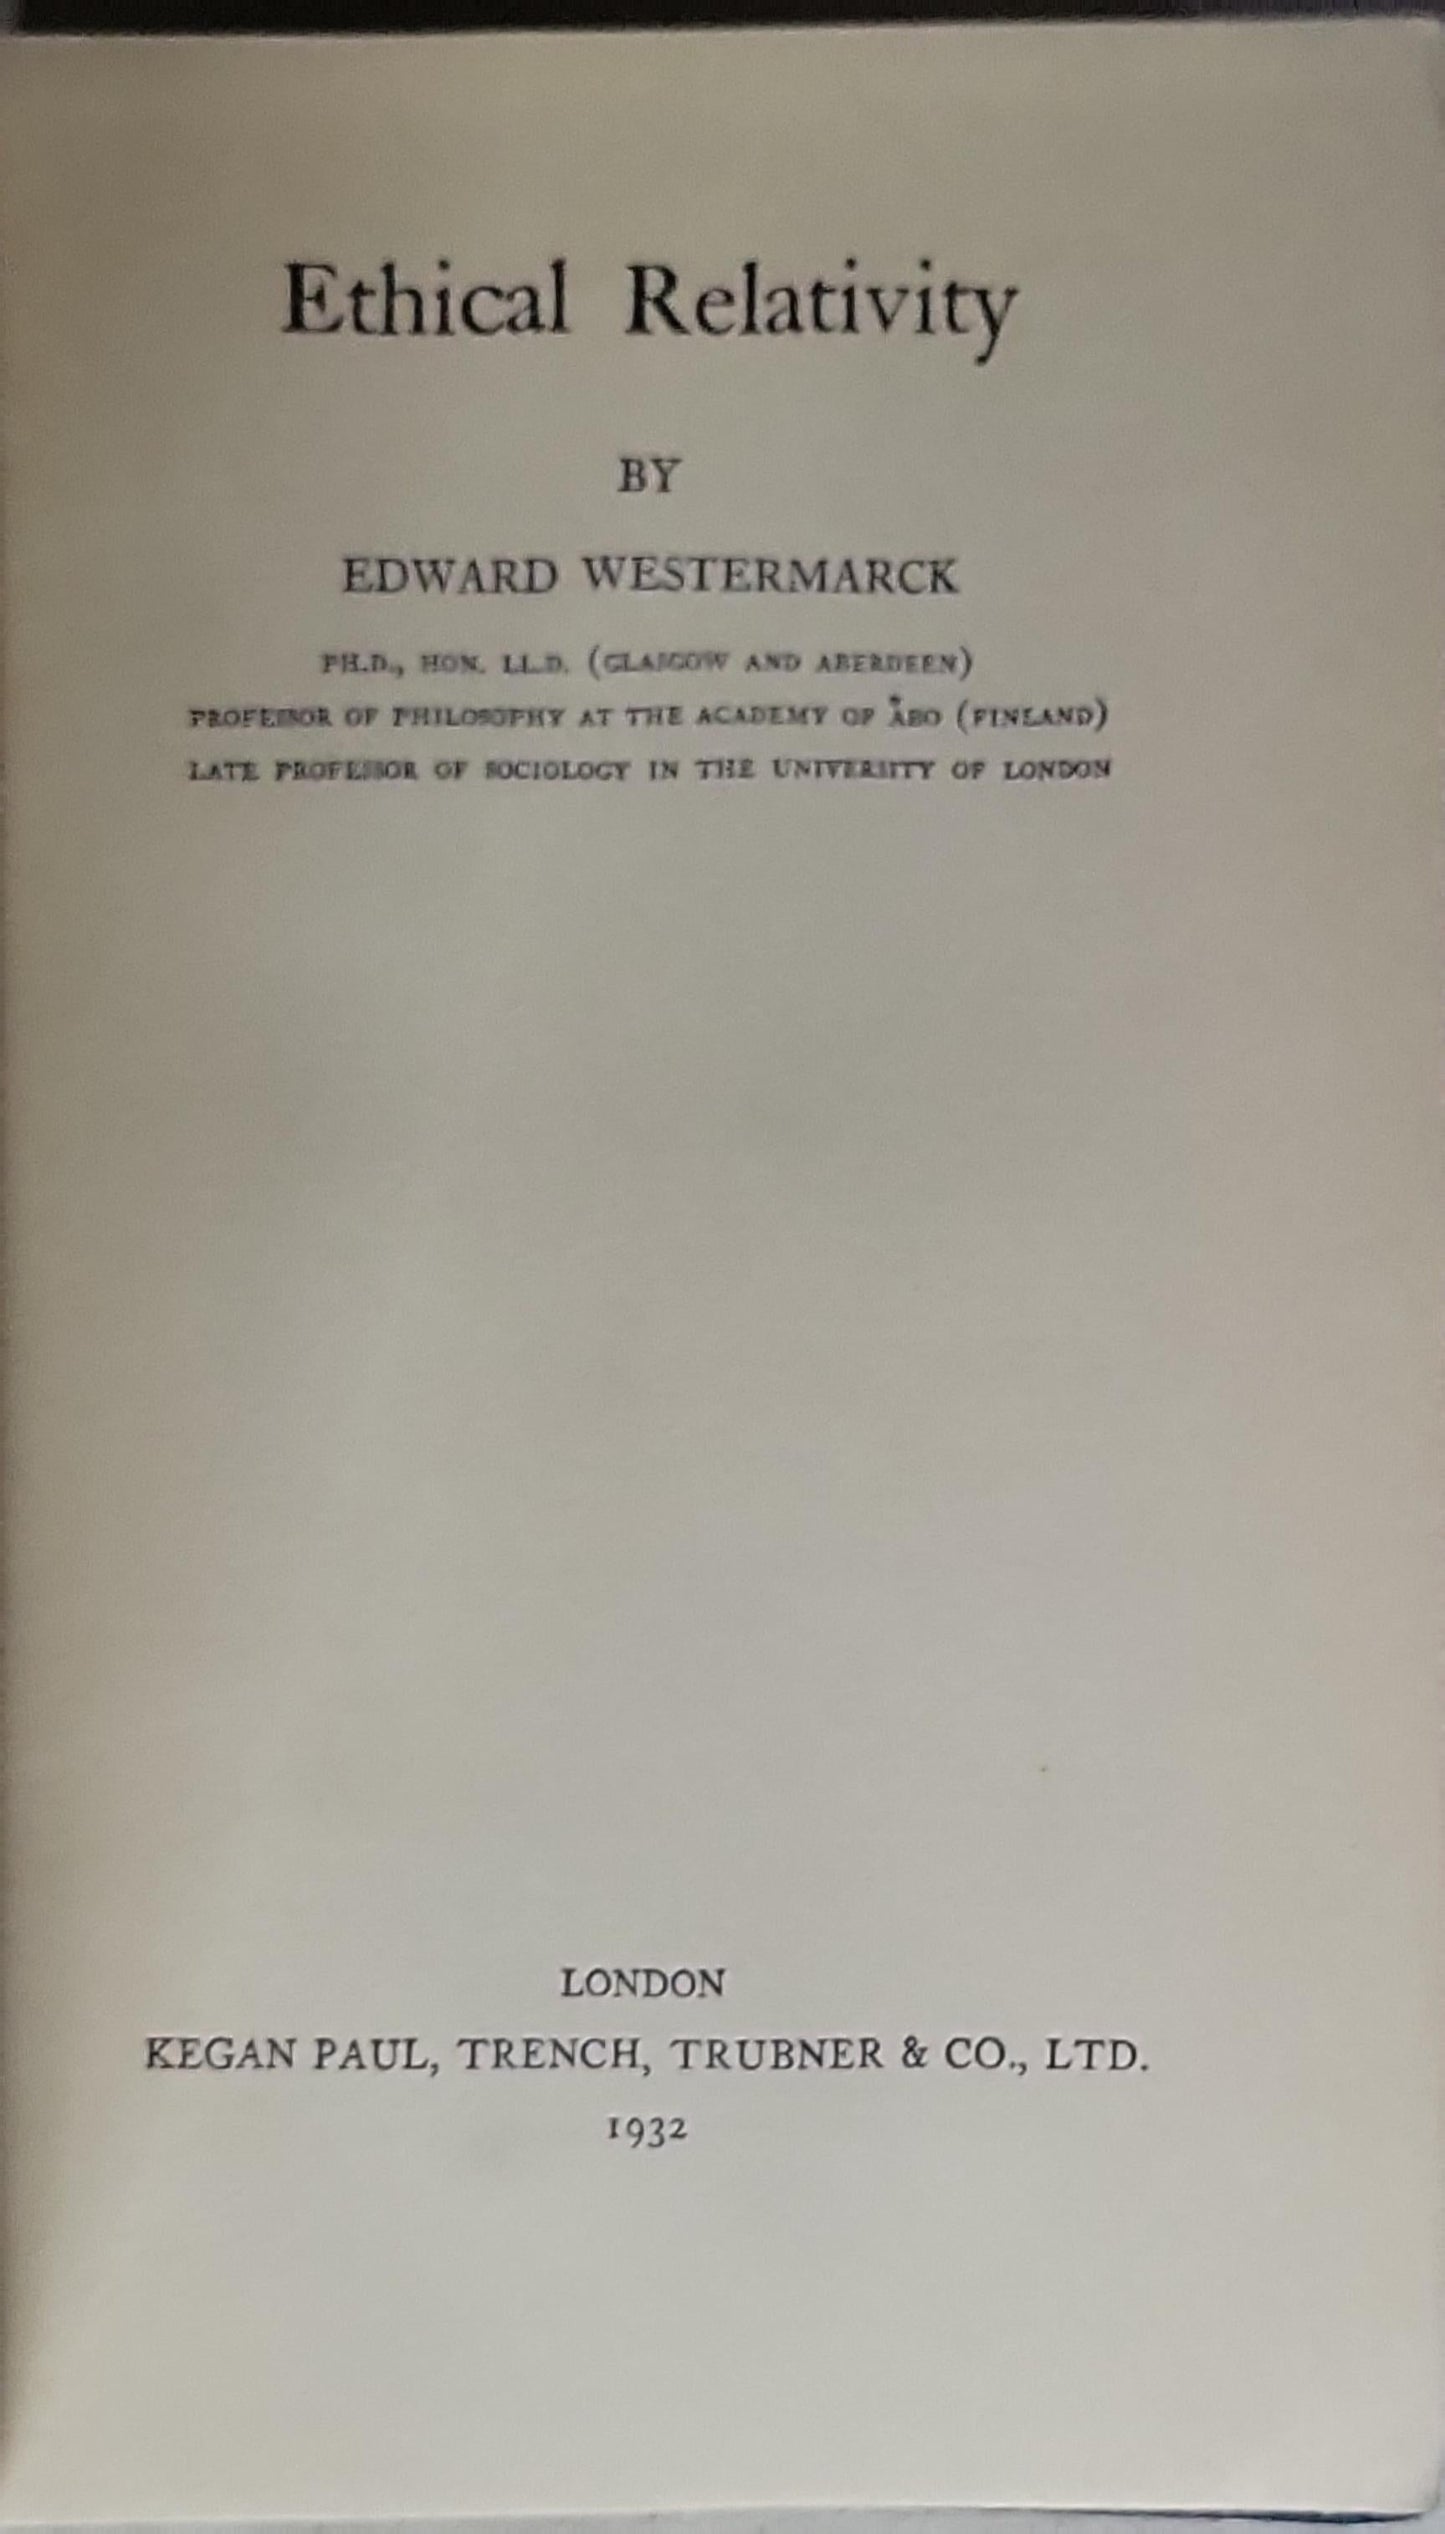 Ethical Relativity
BY
EDWARD WESTERMARCK
PH.D., HON. LL.D. (GLASGOW AND ABERDEEN)
PROFESSOR OF PHILOSOPHY AT THE ACADEMY OF ÅBO (FINLAND)
LATE PROFESSOR OF SOCIOLOGY IN THE UNIVERSITY OF LONDON
LONDON
KEGAN PAUL, TRENCH, TRUBNER & CO., LTD.
1932